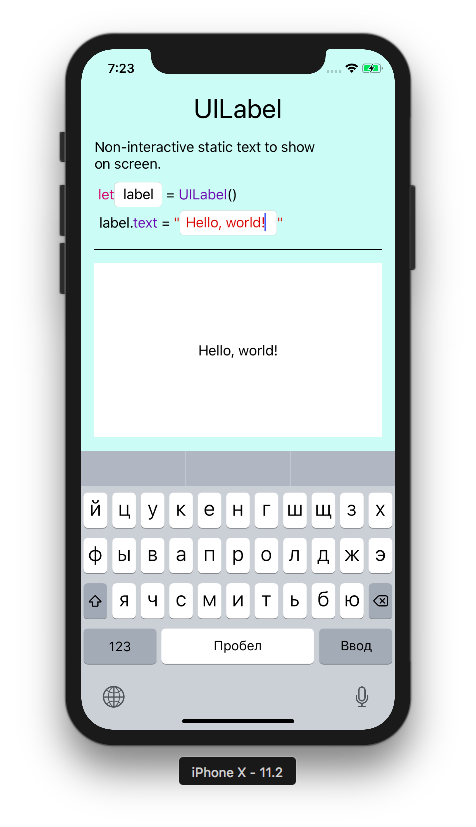 7:23
UILabel
Non-interactive static text to show
on screen.
let label = UILabel()
label.text = "Hello, world!"
Hello, world!
й ц у к е н г ш щ з х
ф ы в а п р о л д ж э
я ч с м и т ь б ю
123 Пробел Ввод
iPhone X - 11.2